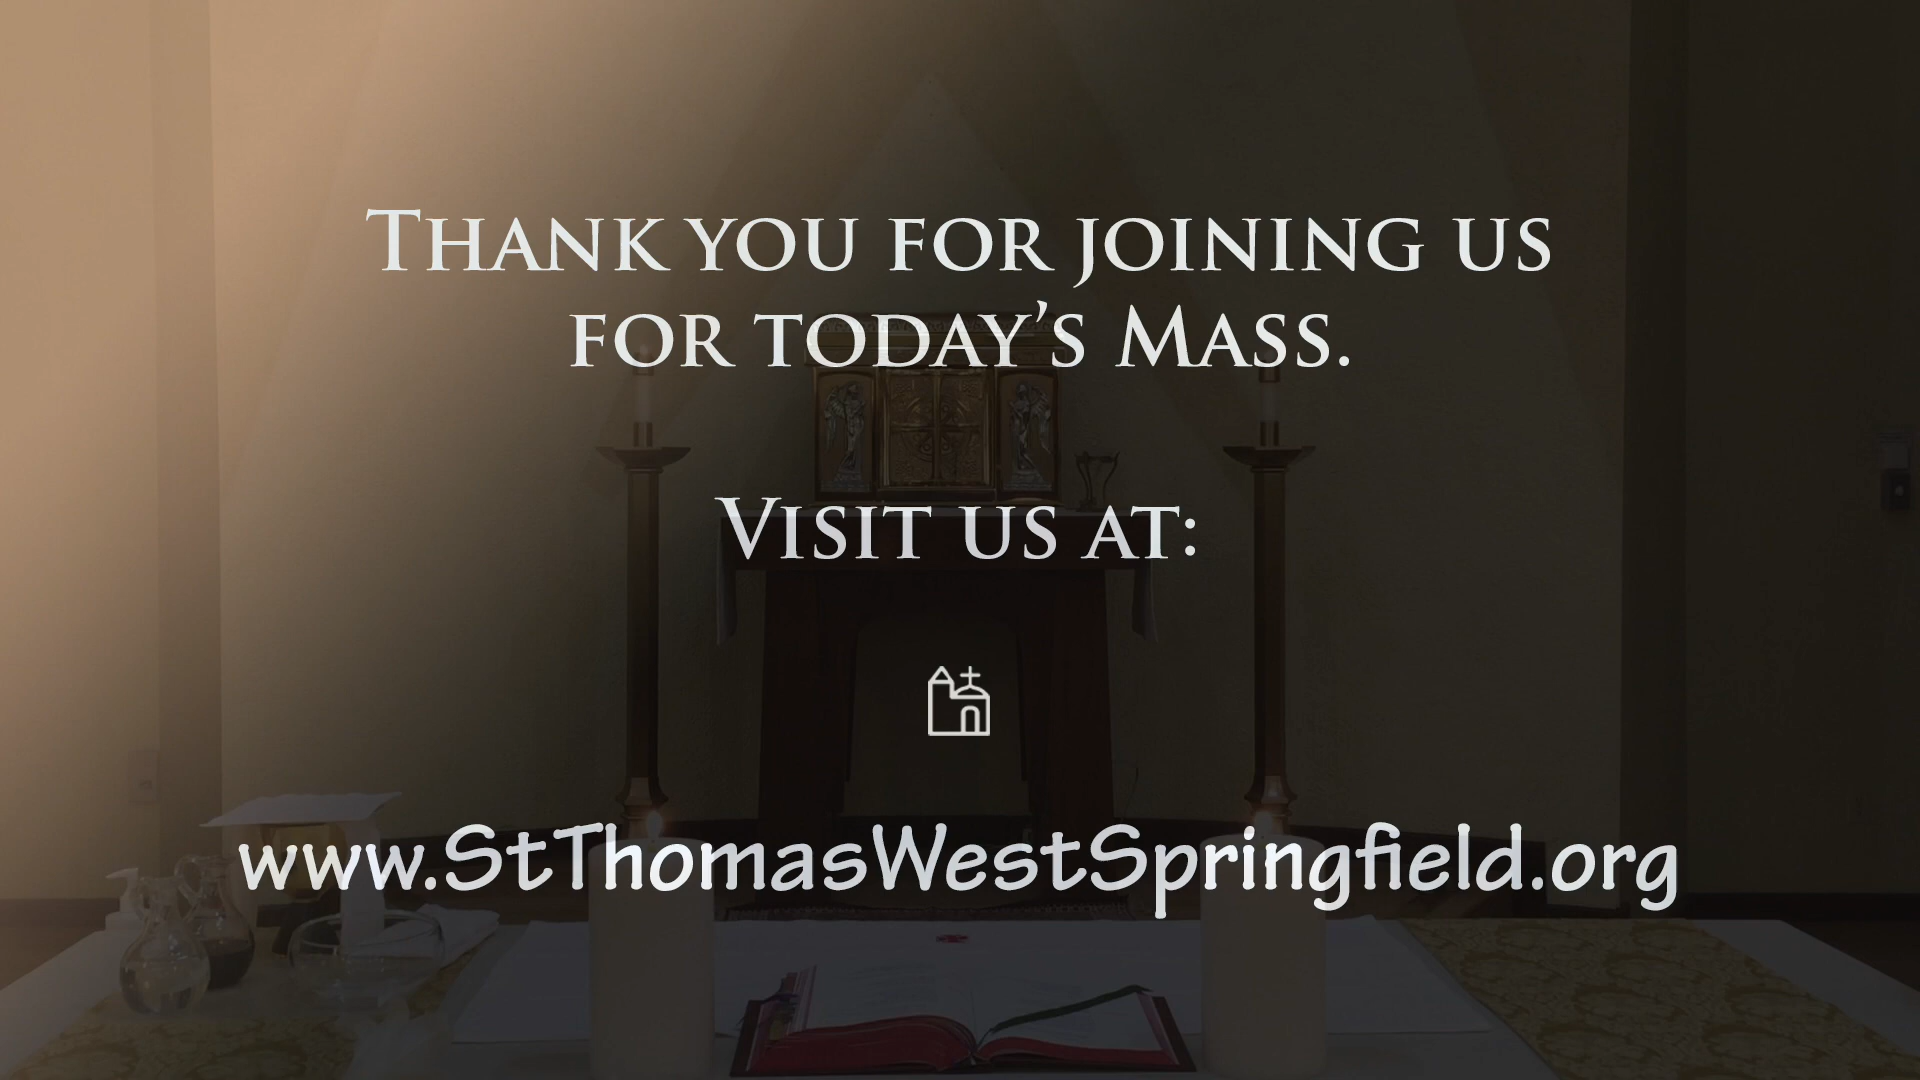 Thank you for joining us
for today’s Mass.
Visit us at:
www.StThomasWestSpringfield.org